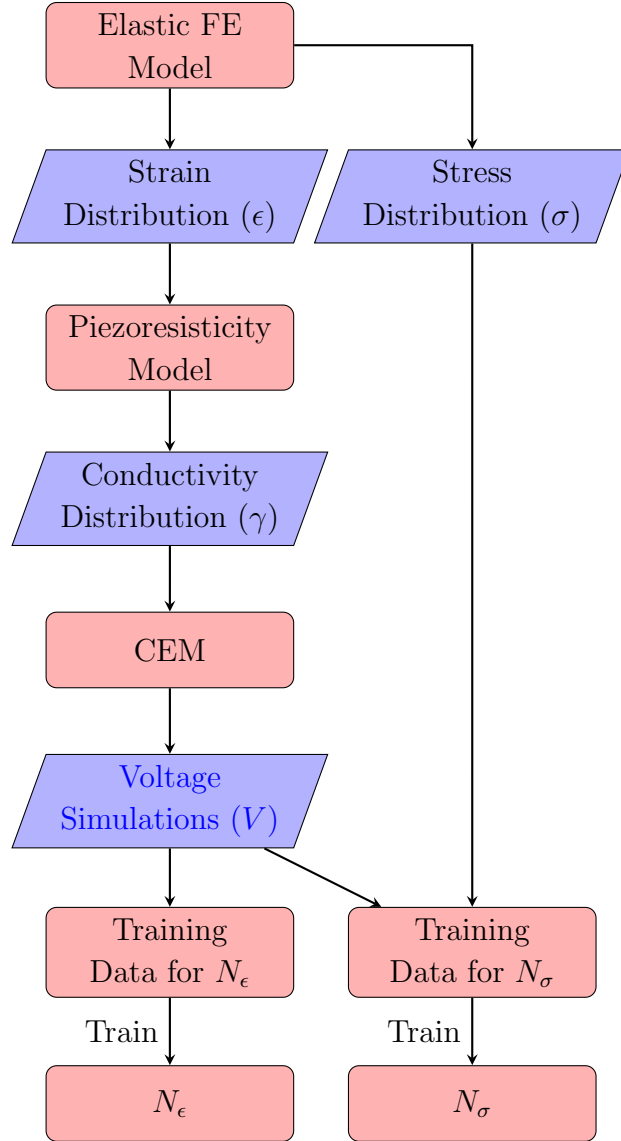 Elastic FE
Model
Strain
Distribution (ϵ)
Stress
Distribution (σ)
Piezoresisticity
Model
Conductivity
Distribution (γ)
CEM
Voltage
Simulations (V)
Training
Data for Nϵ
Training
Data for Nσ
Train
Train
Nϵ
Nσ